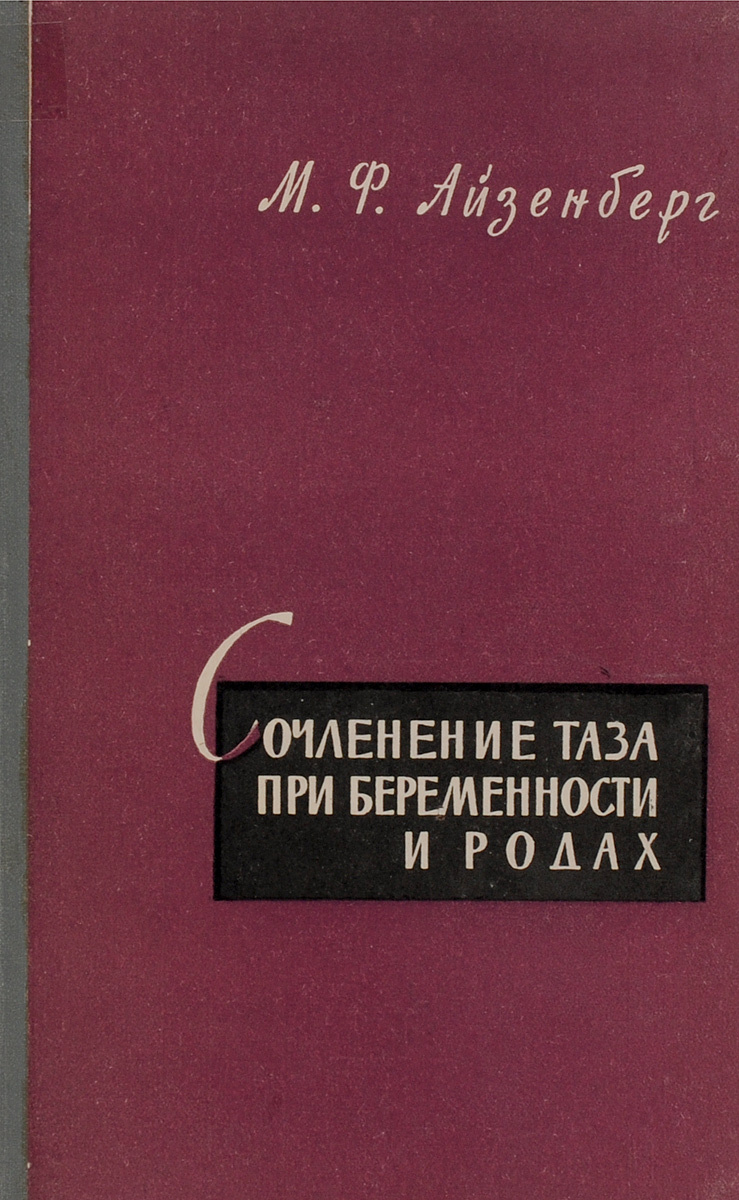 М. Ф. Айзенберг
СОЧЛЕНЕНИЕ ТАЗА
ПРИ БЕРЕМЕННОСТИ
И РОДАХ